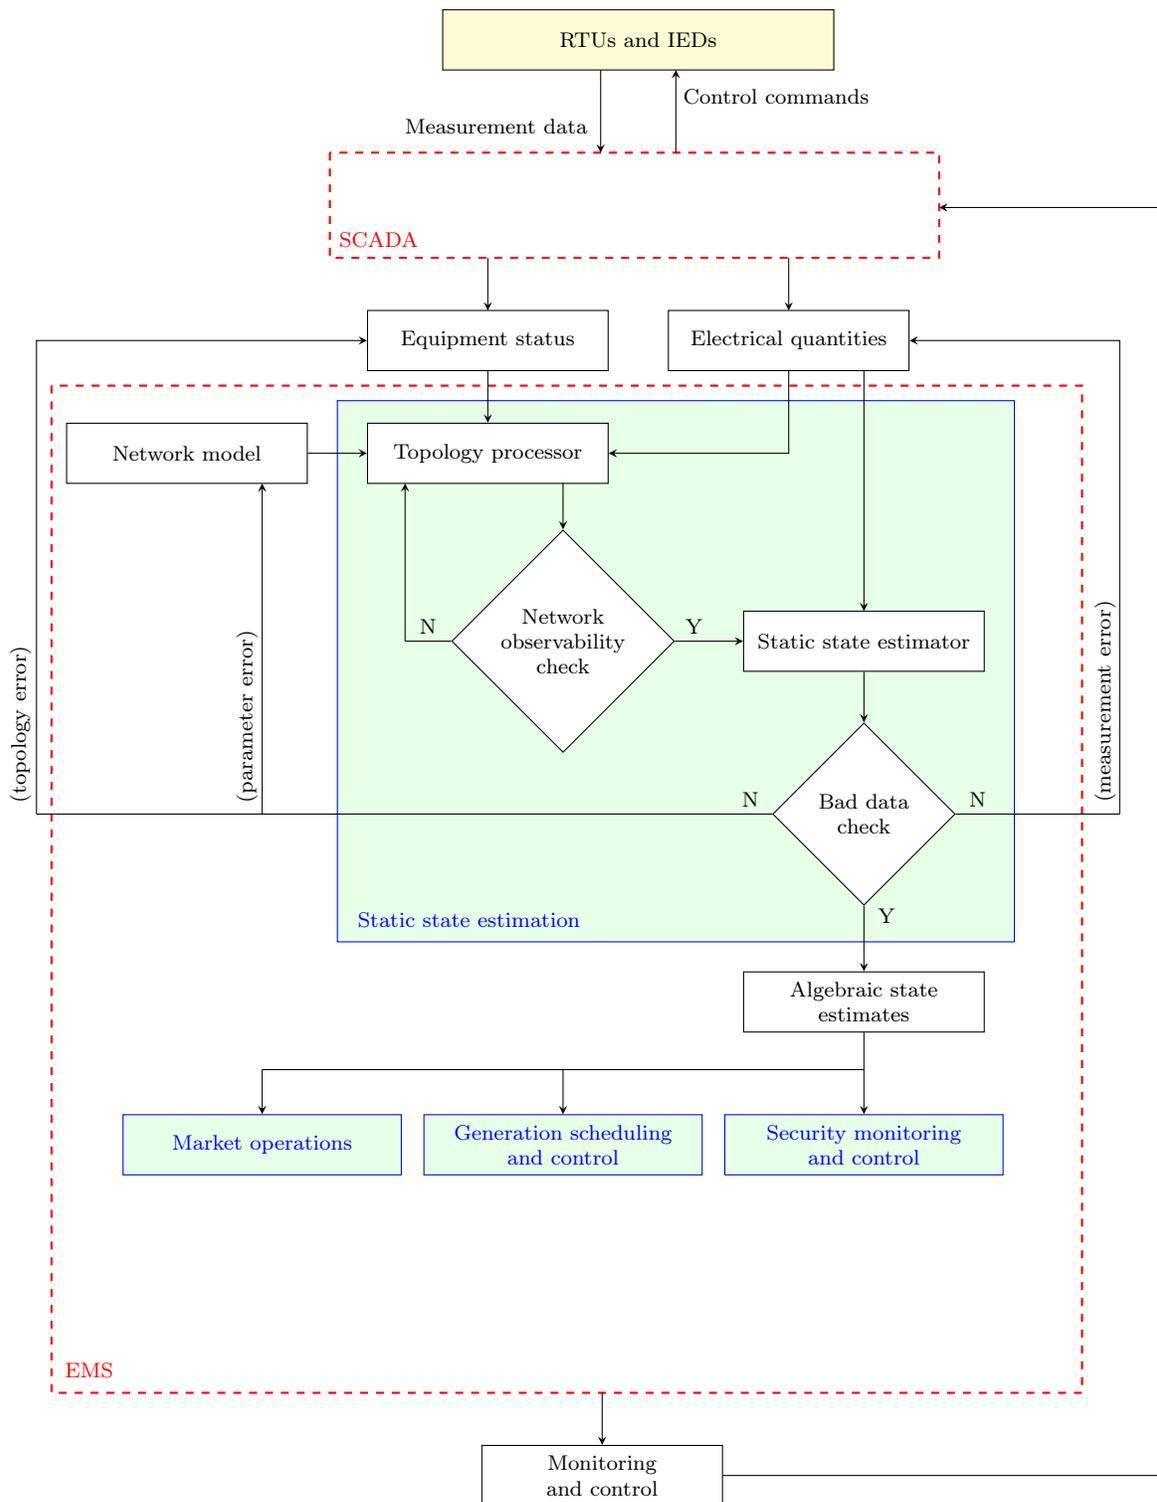 RTUs and IEDs
Control commands
Measurement data
SCADA
Equipment status
Electrical quantities
Network model
Topology processor
Network
observability
check
N
Y
Static state estimator
(topology error)
(parameter error)
(measurement error)
N
Bad data
check
N
Y
Static state estimation
Algebraic state
estimates
Market operations
Generation scheduling
and control
Security monitoring
and control
EMS
Monitoring
and control